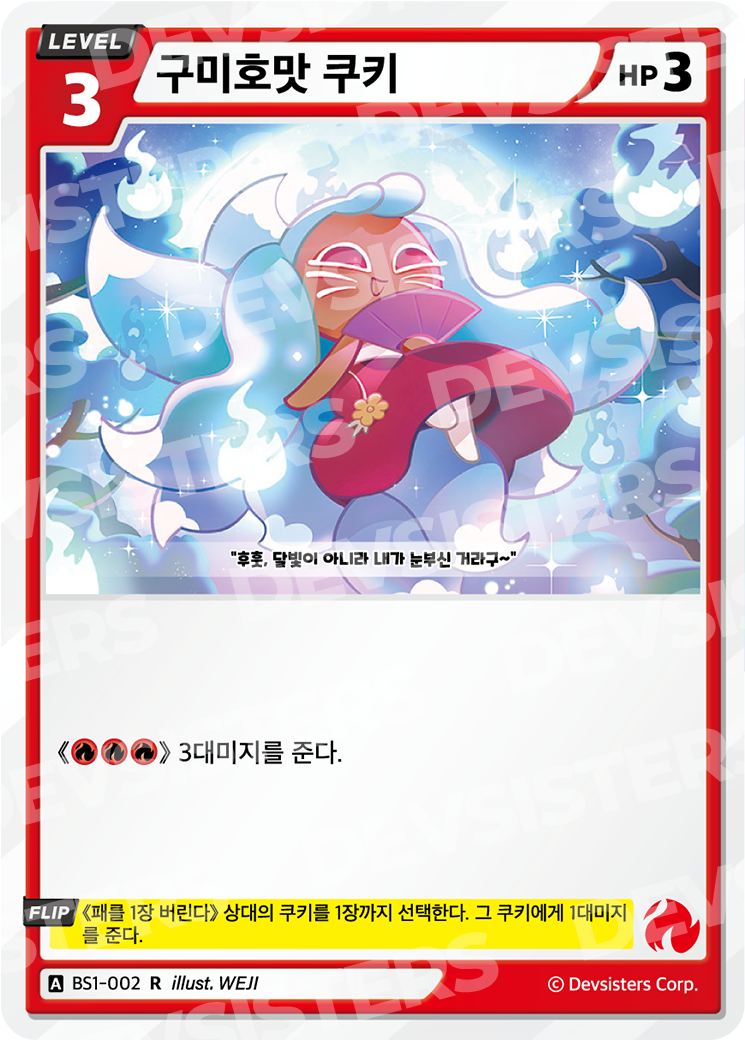 LEVEL
3
구미호맛 쿠키
HP 3
"후훗, 달빛이 아니라 내가 눈부신 거라구~"
《 》 3대미지를 준다.
FLIP
《패를 1장 버린다》 상대의 쿠키를 1장까지 선택한다. 그 쿠키에게 1대미지
를 준다.
A BS1-002 R illust. WEJI
© Devsisters Corp.
DEVSISTERS